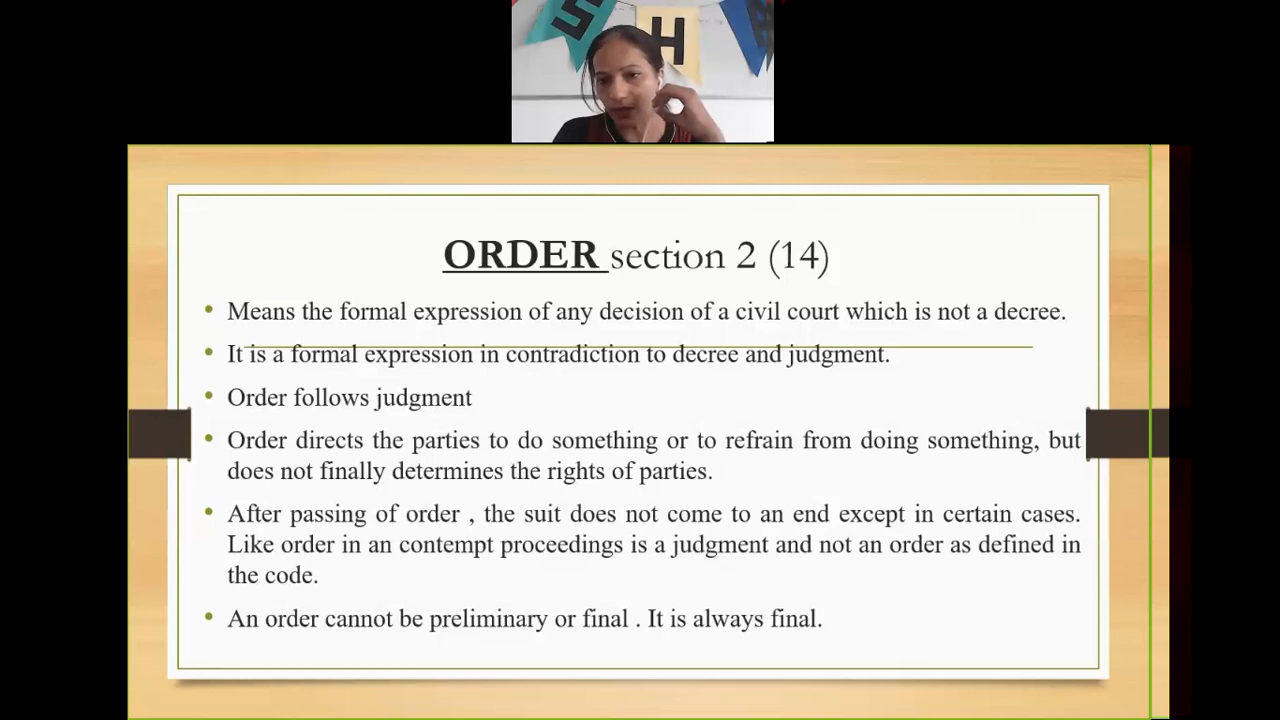 S H
ORDER section 2 (14)
• Means the formal expression of any decision of a civil court which is not a decree.
• It is a formal expression in contradiction to decree and judgment.
• Order follows judgment
• Order directs the parties to do something or to refrain from doing something, but
does not finally determines the rights of parties.
• After passing of order , the suit does not come to an end except in certain cases.
Like order in an contempt proceedings is a judgment and not an order as defined in
the code.
• An order cannot be preliminary or final . It is always final.